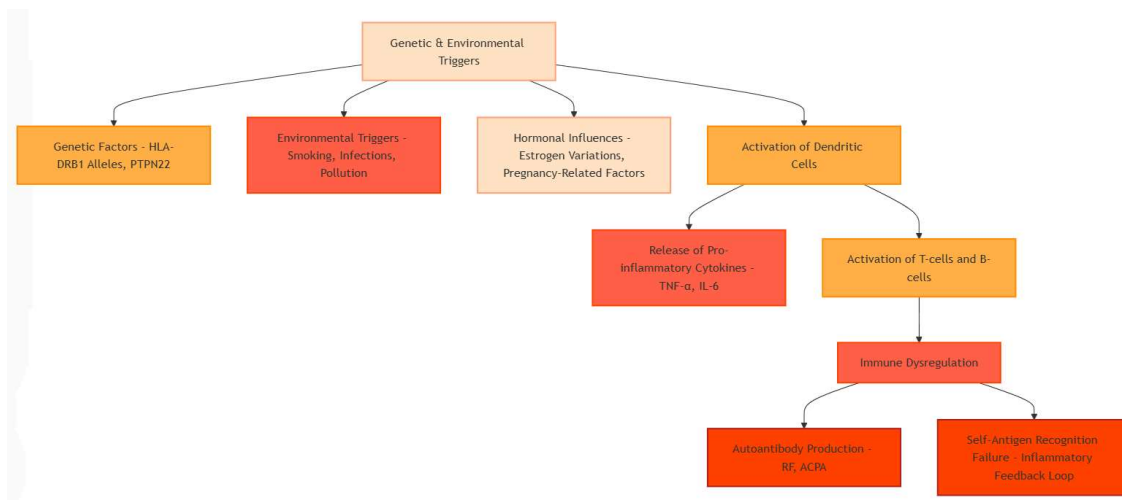 Genetic & Environmental
Triggers
Genetic Factors - HLA-
DRB1 Alleles, PTPN22
Environmental Triggers -
Smoking, Infections,
Pollution
Hormonal Influences -
Estrogen Variations,
Pregnancy-Related Factors
Activation of Dendritic
Cells
Release of Pro-
inflammatory Cytokines -
TNF-α, IL-6
Activation of T-cells and B-
cells
Immune Dysregulation
Autoantibody Production -
RF, ACPA
Self-Antigen Recognition
Failure - Inflammatory
Feedback Loop